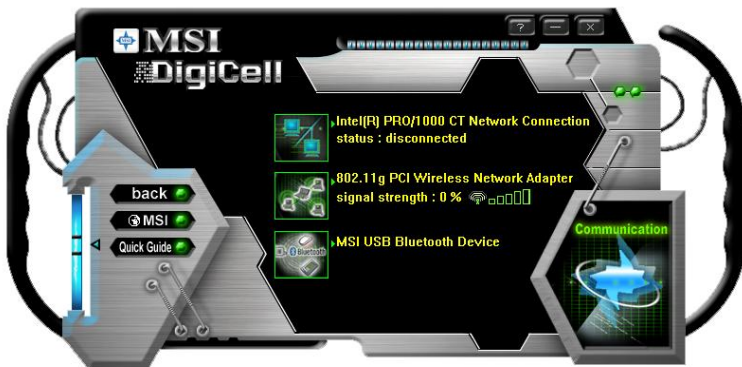 MSI
DigiCell
? — X
Intel(R) PRO/1000 CT Network Connection
status : disconnected
802.11g PCI Wireless Network Adapter
signal strength : 0 %
Bluetooth
MSI USB Bluetooth Device
back
MSI
Quick Guide
Communication